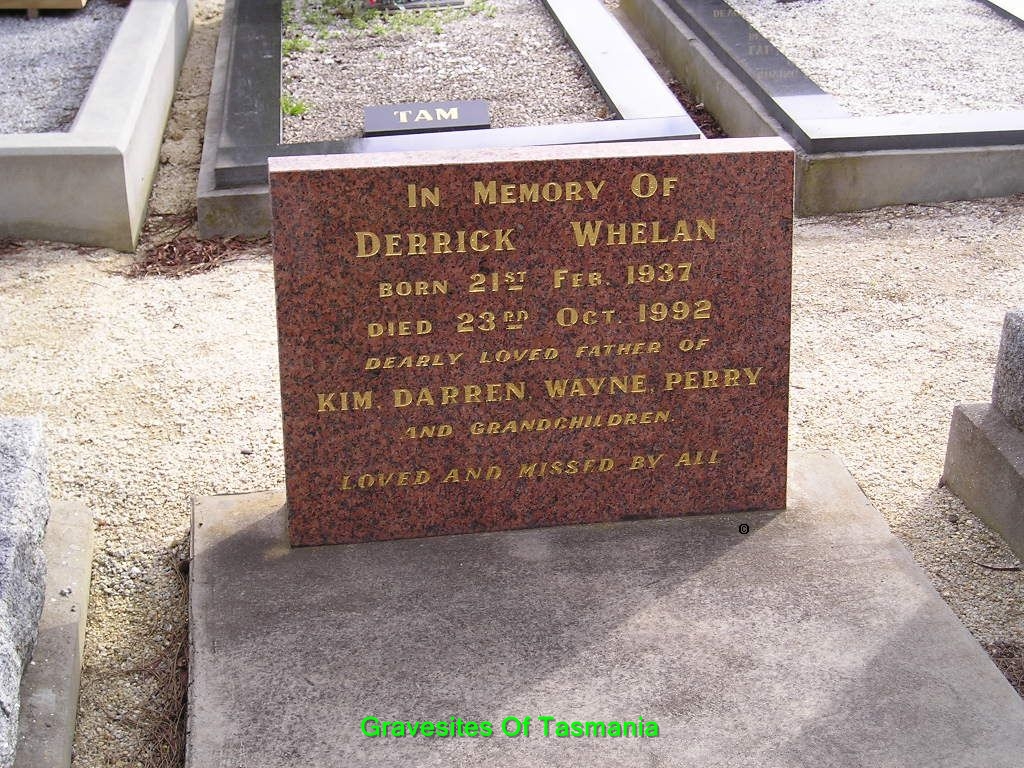 TAM
IN MEMORY OF
DERRICK WHELAN
BORN 21ST FEB. 1937
DIED 23RD OCT. 1992
DEARLY LOVED FATHER OF
KIM, DARREN, WAYNE, PERRY
AND GRANDCHILDREN.
LOVED AND MISSED BY ALL
Gravesites Of Tasmania